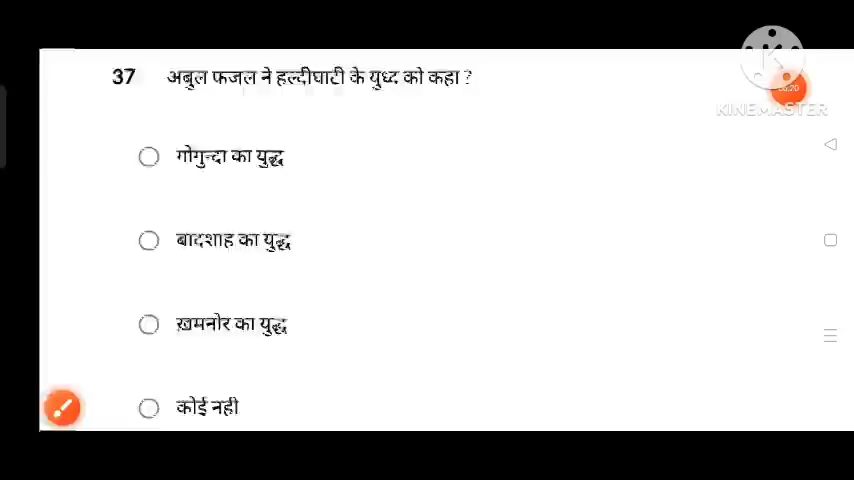 37 अबुल फजल ने हल्दीघाटी के युध्द को कहा ?
गोगुन्दा का युद्ध
बादशाह का युद्ध
ख़मनोर का युद्ध
कोई नही
KINEMASTER